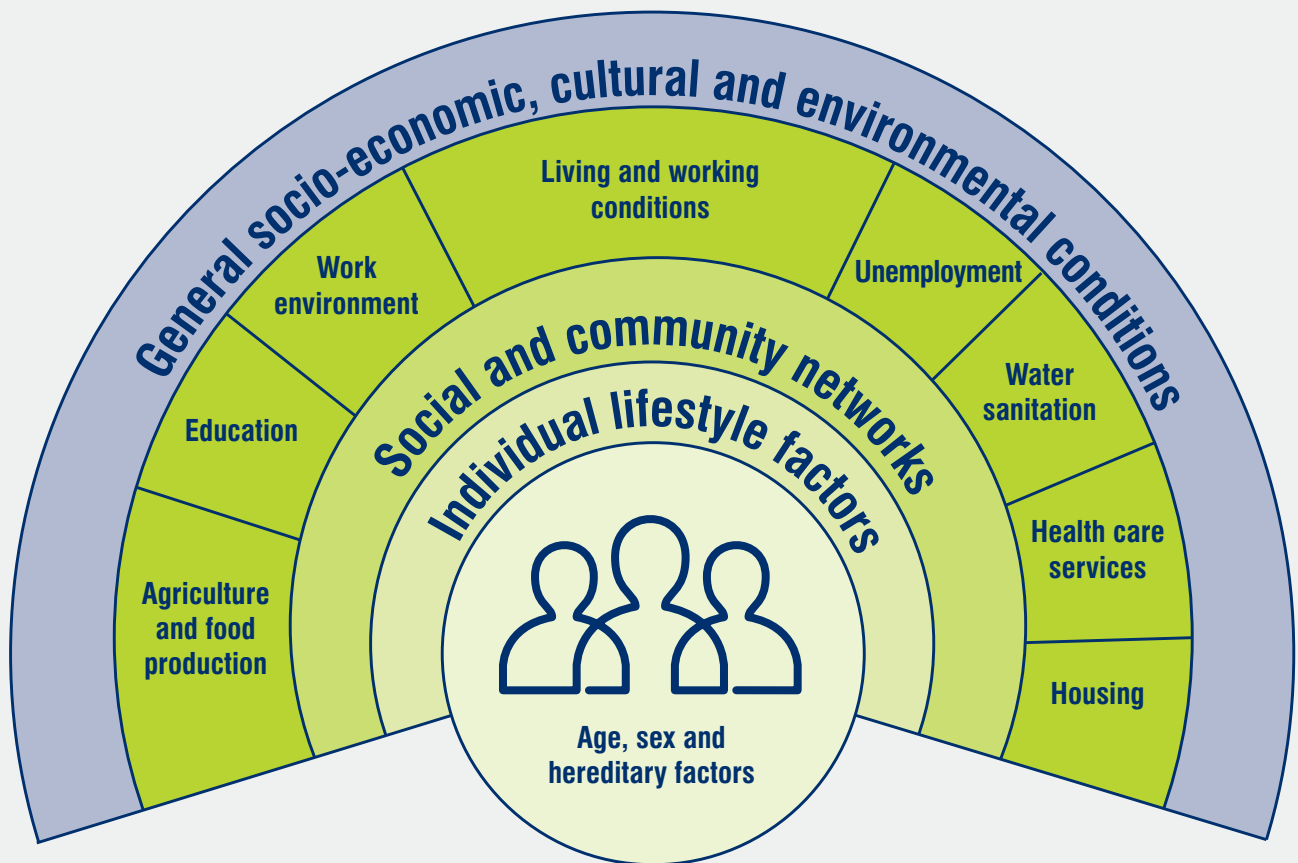 General socio-economic, cultural and environmental conditions
Living and working
conditions
Work
environment
Unemployment
Education
Water
sanitation
Agriculture
and food
production
Health care
services
Housing
Social and community networks
Individual lifestyle factors
Age, sex and
hereditary factors